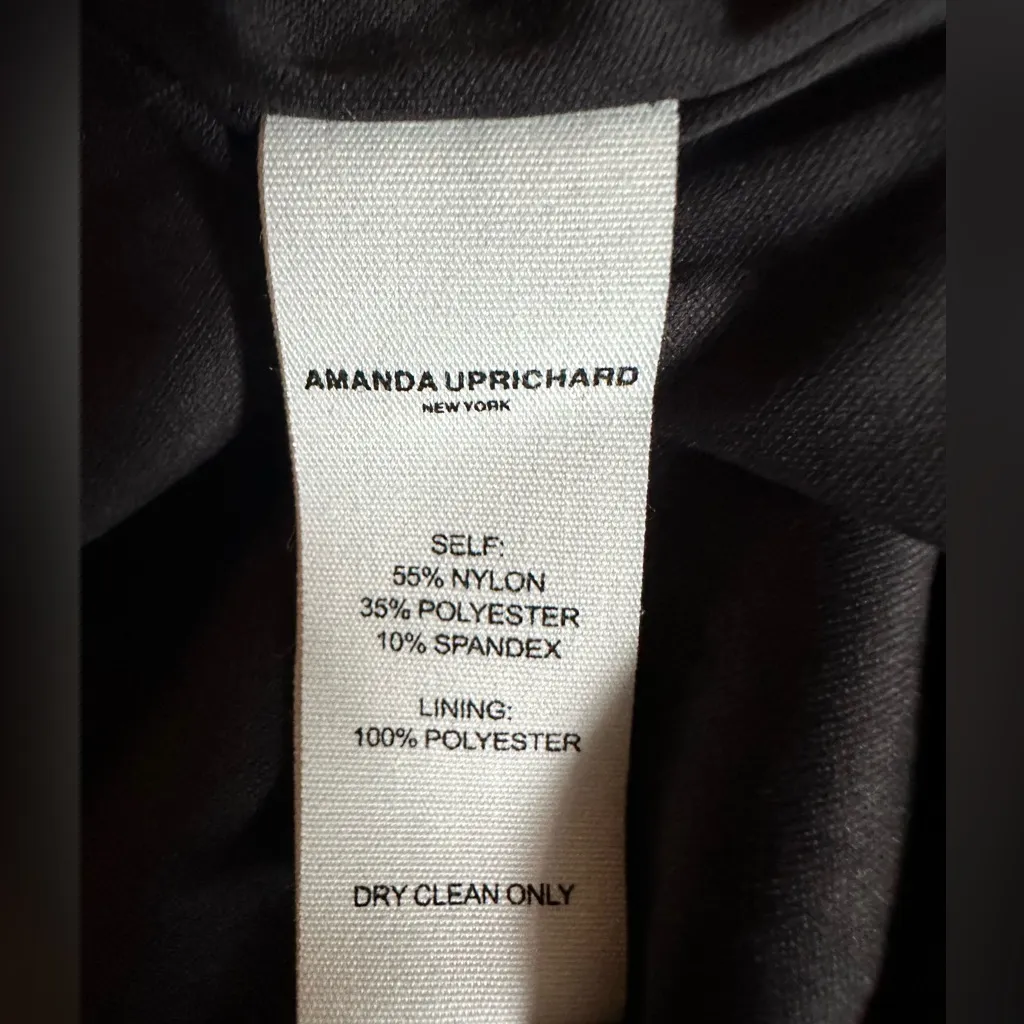 AMANDA UPRICHARD
NEW YORK
SELF:
55% NYLON
35% POLYESTER
10% SPANDEX
LINING:
100% POLYESTER
DRY CLEAN ONLY